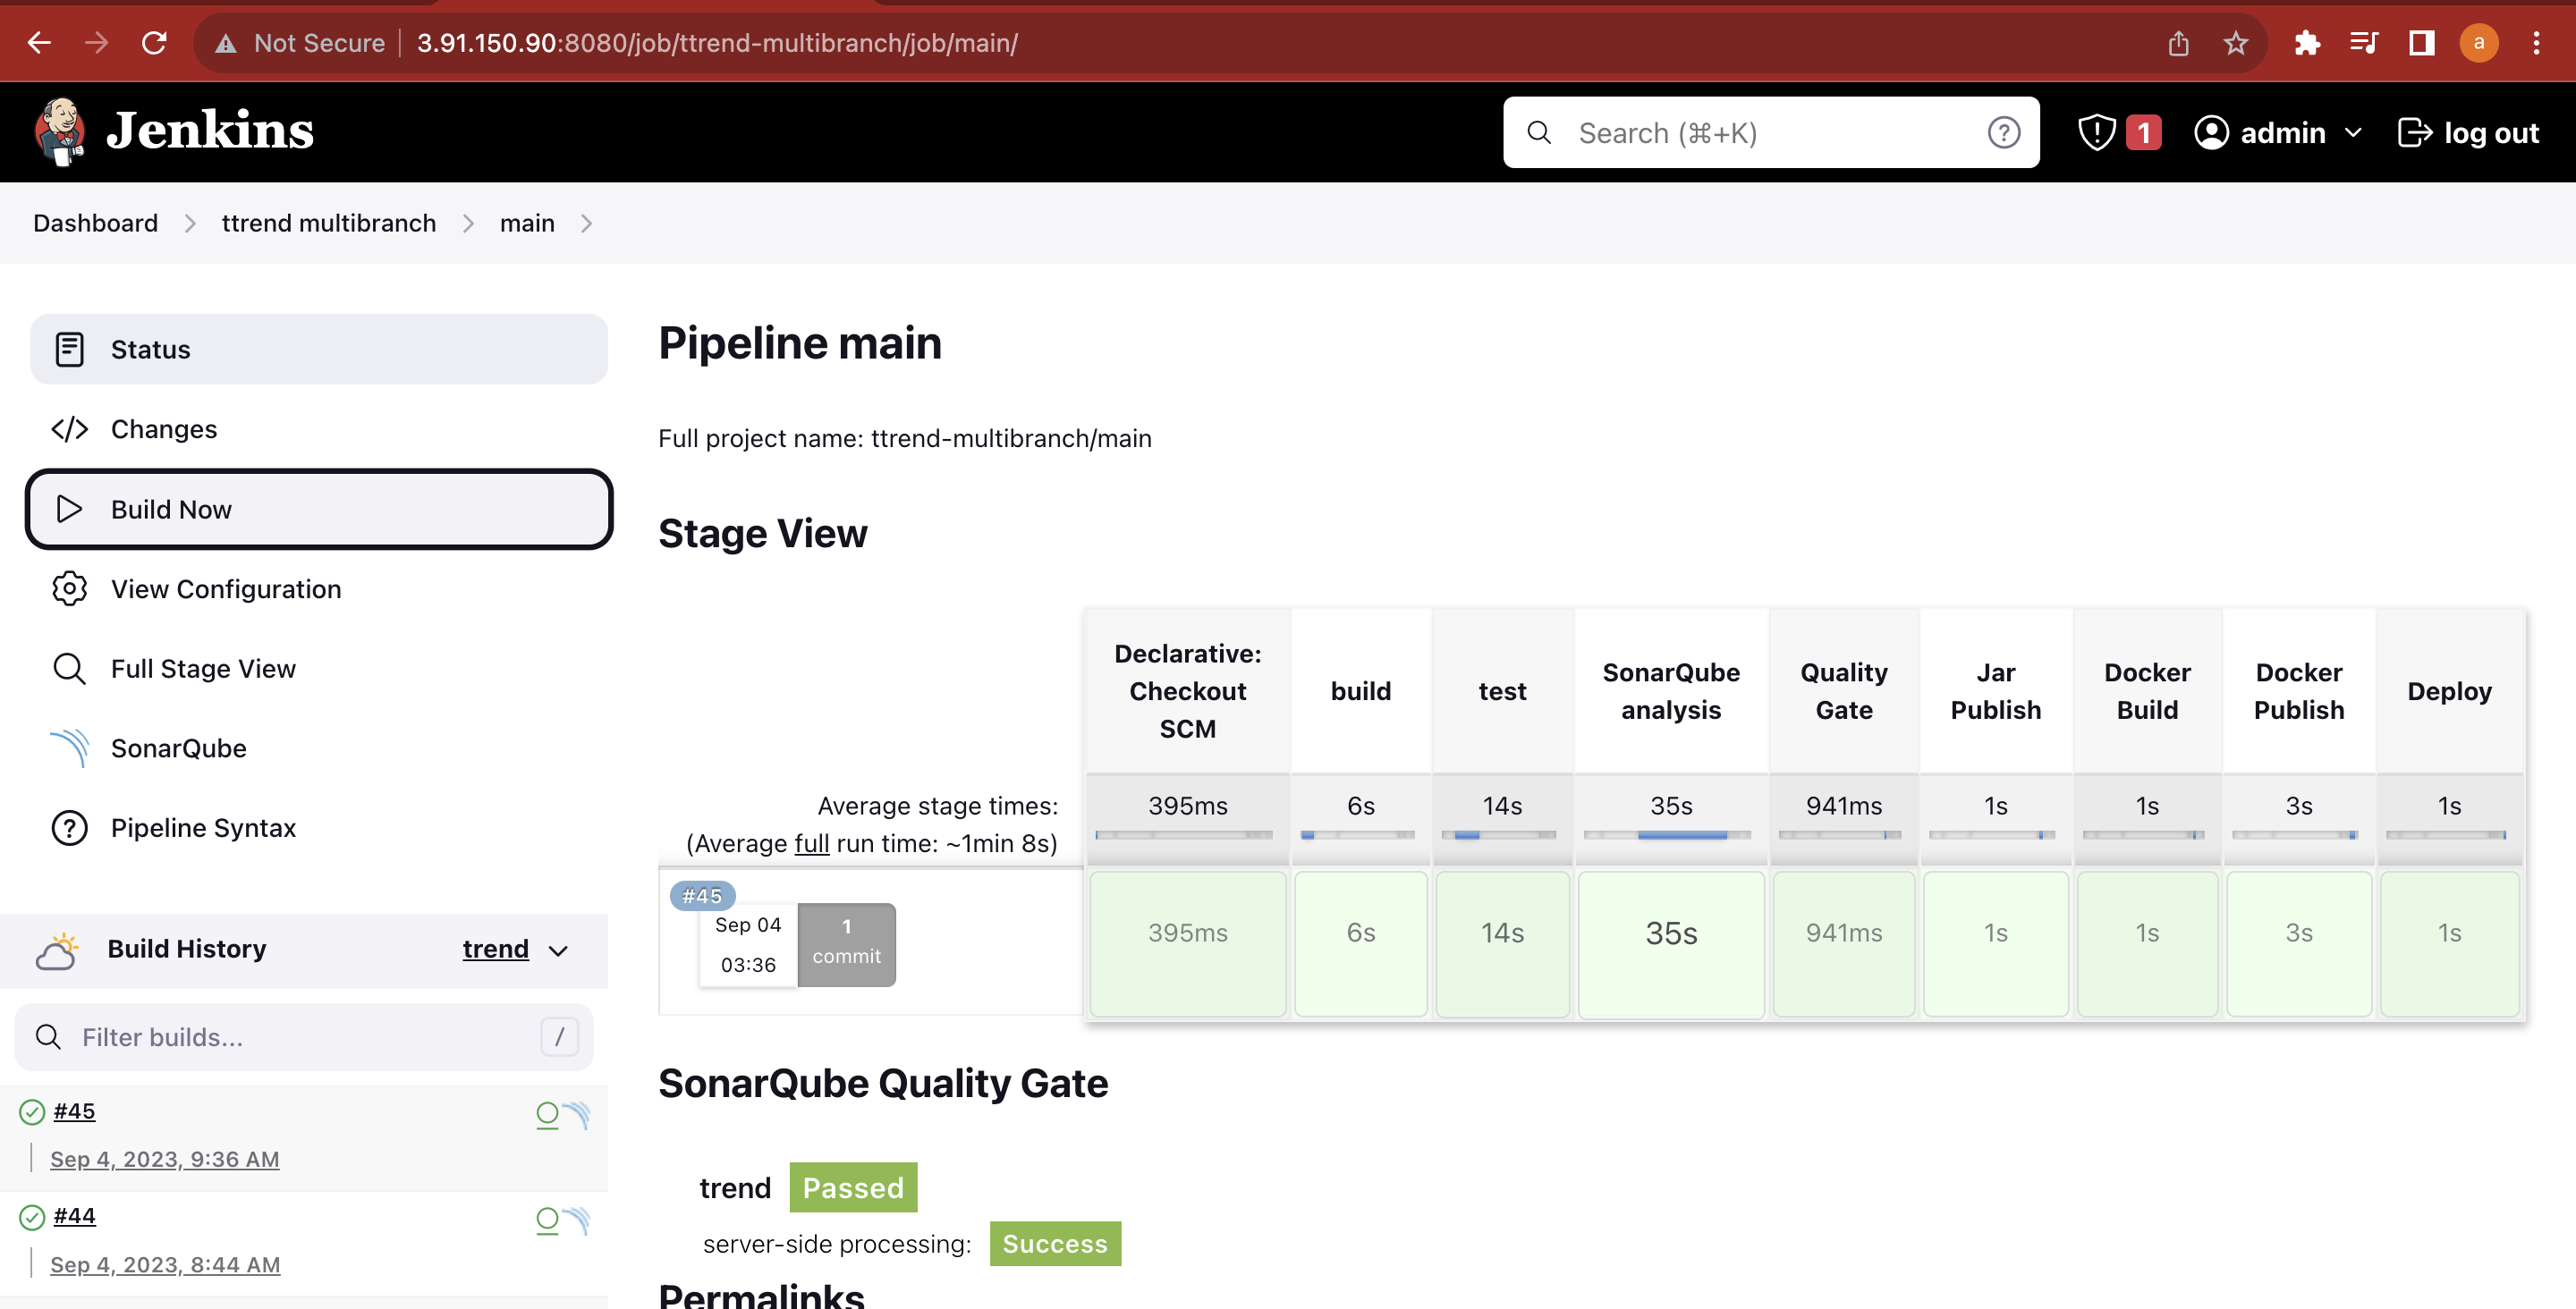 Not Secure
3.91.150.90:8080/job/ttrend-multibranch/job/main/
a
Jenkins
Search (⌘+K)
?
1
admin
log out
Dashboard
ttrend multibranch
main
Status
Changes
Build Now
View Configuration
Full Stage View
SonarQube
Pipeline Syntax
Build History
trend
Filter builds...
/
#45
Sep 4, 2023, 9:36 AM
#44
Sep 4, 2023, 8:44 AM
Pipeline main
Full project name: ttrend-multibranch/main
Stage View
Declarative:
Checkout
SCM
build
test
SonarQube
analysis
Quality
Gate
Jar
Publish
Docker
Build
Docker
Publish
Deploy
Average stage times:
(Average full run time: ~1min 8s)
395ms
6s
14s
35s
941ms
1s
1s
3s
1s
#45
Sep 04
03:36
1
commit
395ms
6s
14s
35s
941ms
1s
1s
3s
1s
SonarQube Quality Gate
trend Passed
server-side processing: Success
Permalinks